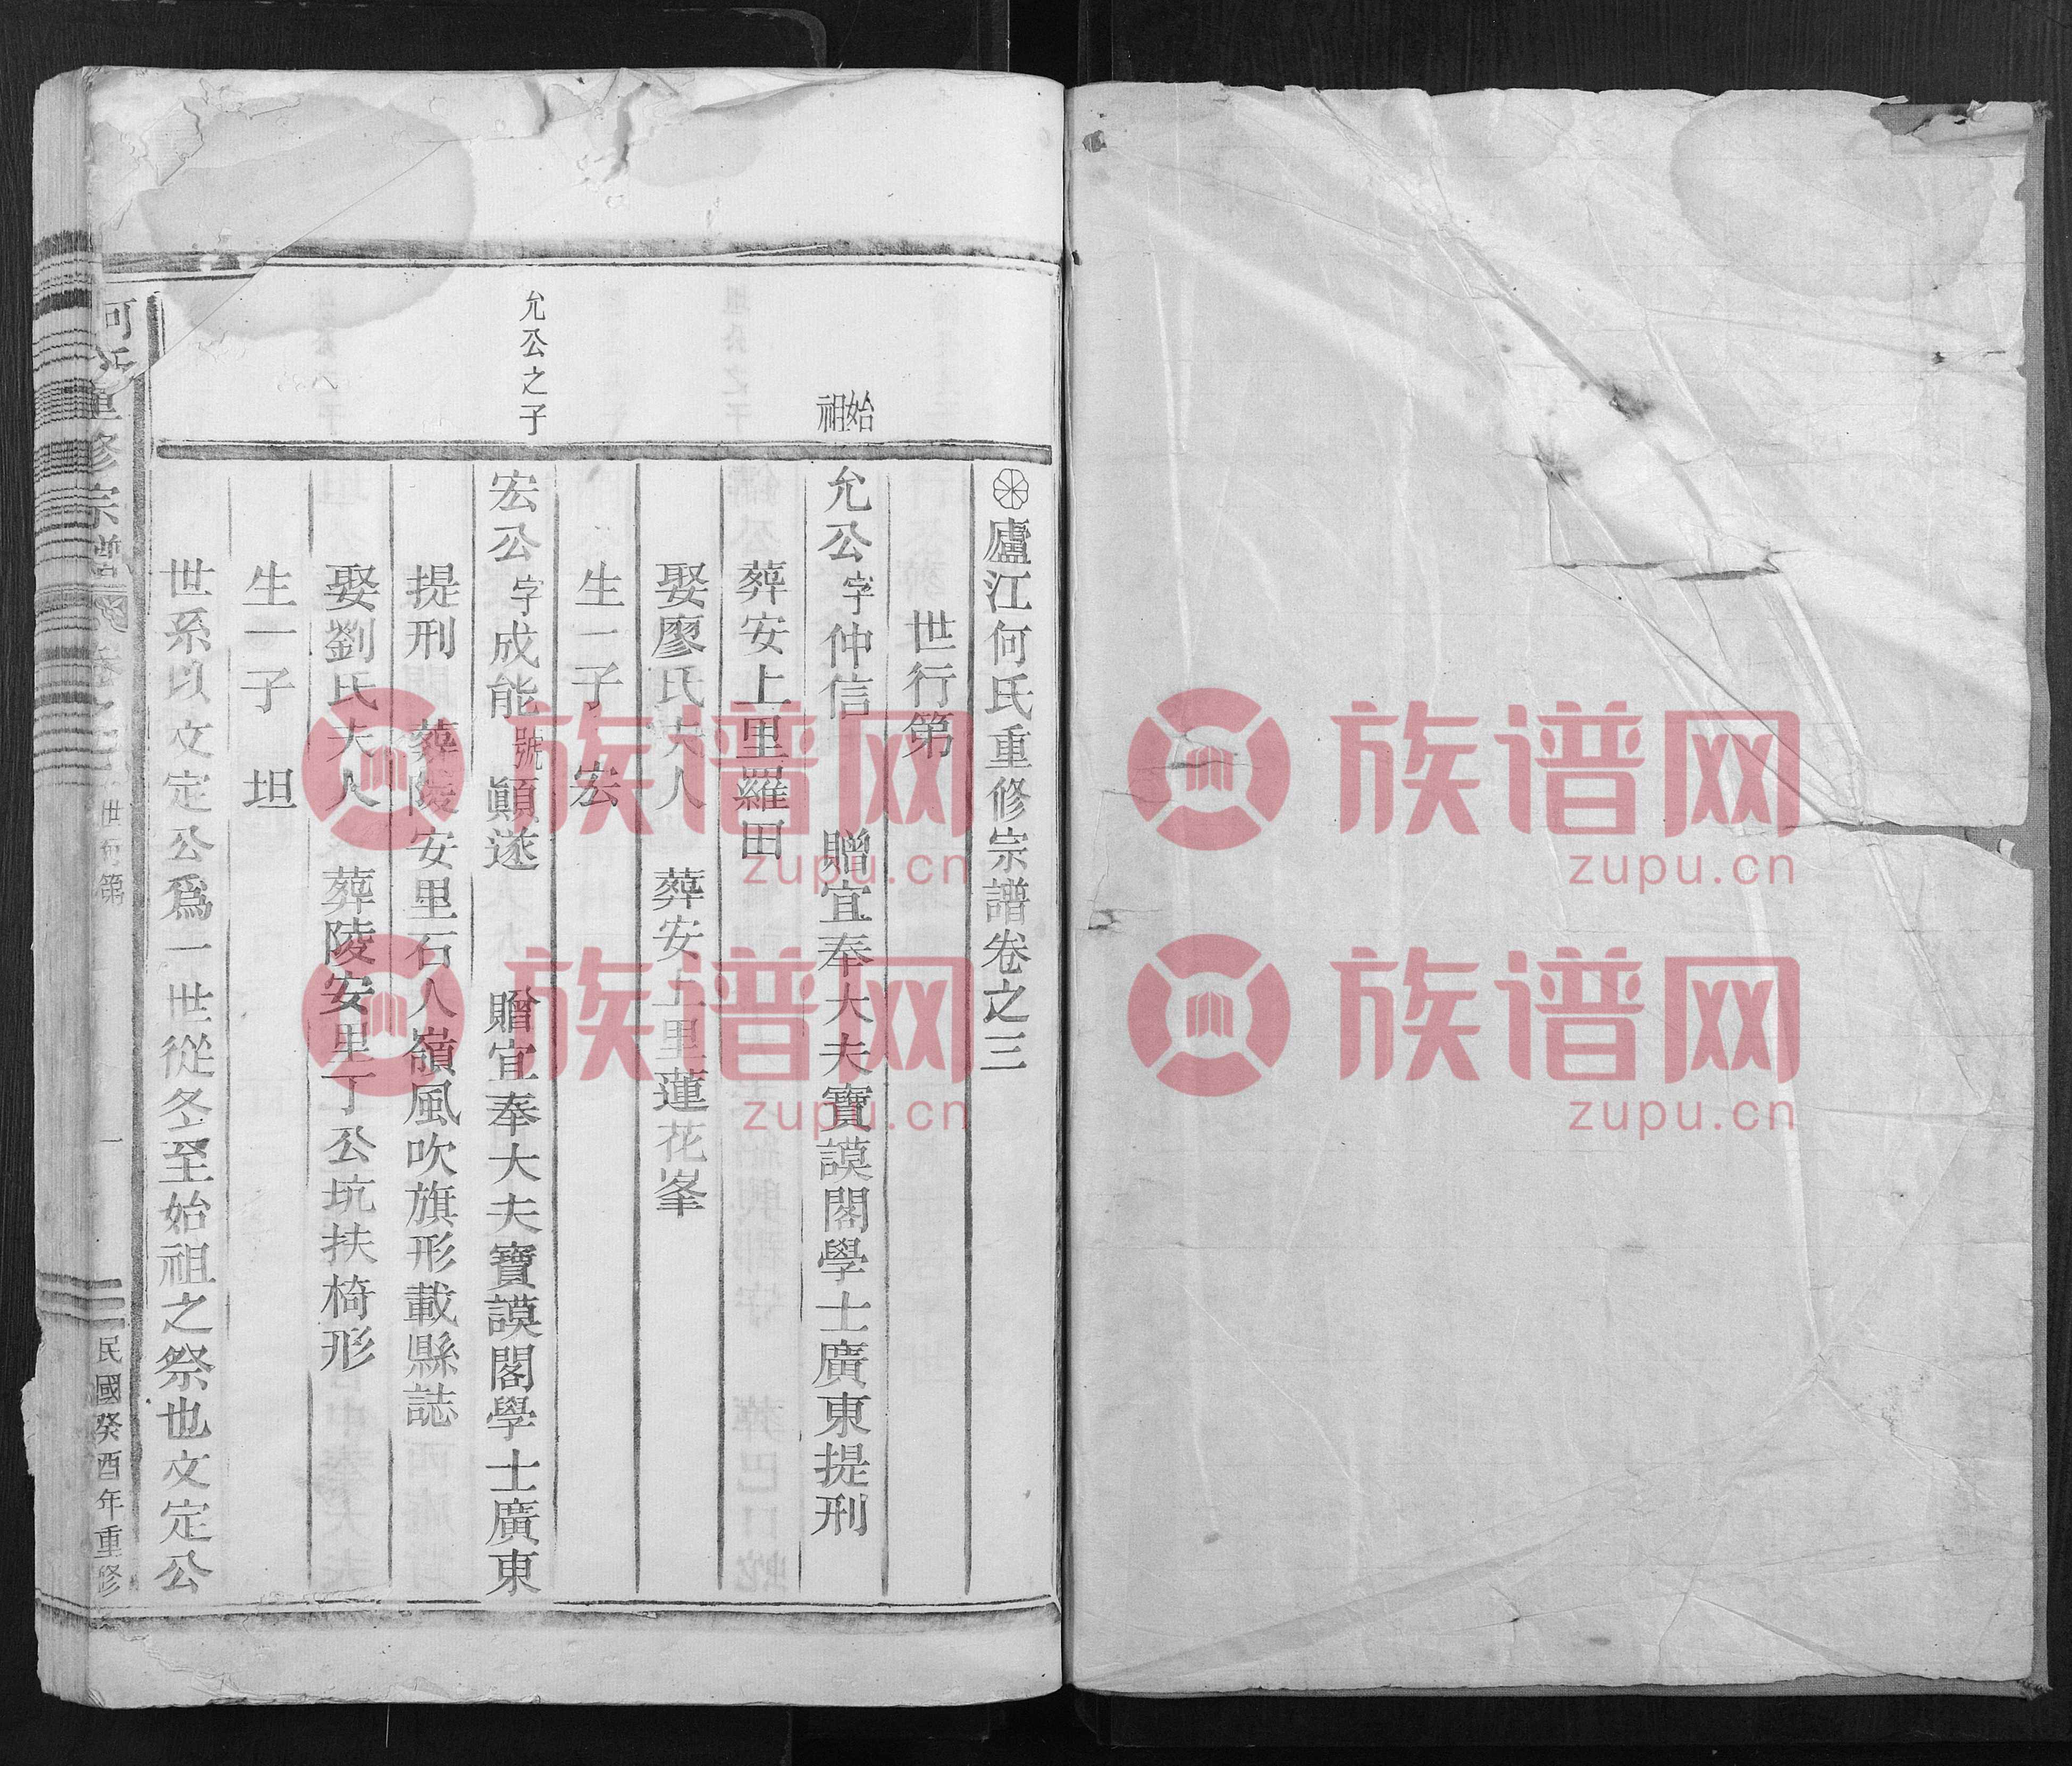 廬江何氏重修宗譜卷之三
世行第
始祖
允公字仲信 贈宜奉大夫寶謨閣學士廣東提刑
葬安上里羅田
娶廖氏夫人 葬安上里蓮花峯
生一子 宏
允公之子
宏公字成能號顛遂 贈宜奉大夫寶謨閣學士廣東
提刑 葬陵安里石人嶺風吹旗形載縣誌
娶劉氏夫人 葬陵安里丁公坑扶椅形
生一子 坦
世系以文定公爲一世從冬至始祖之祭也文定公
何氏重修宗譜 卷之三 世行第 一 民國癸酉年重修
族谱网
zupu.cn
族谱网
zupu.cn
族谱网
zupu.cn
族谱网
zupu.cn